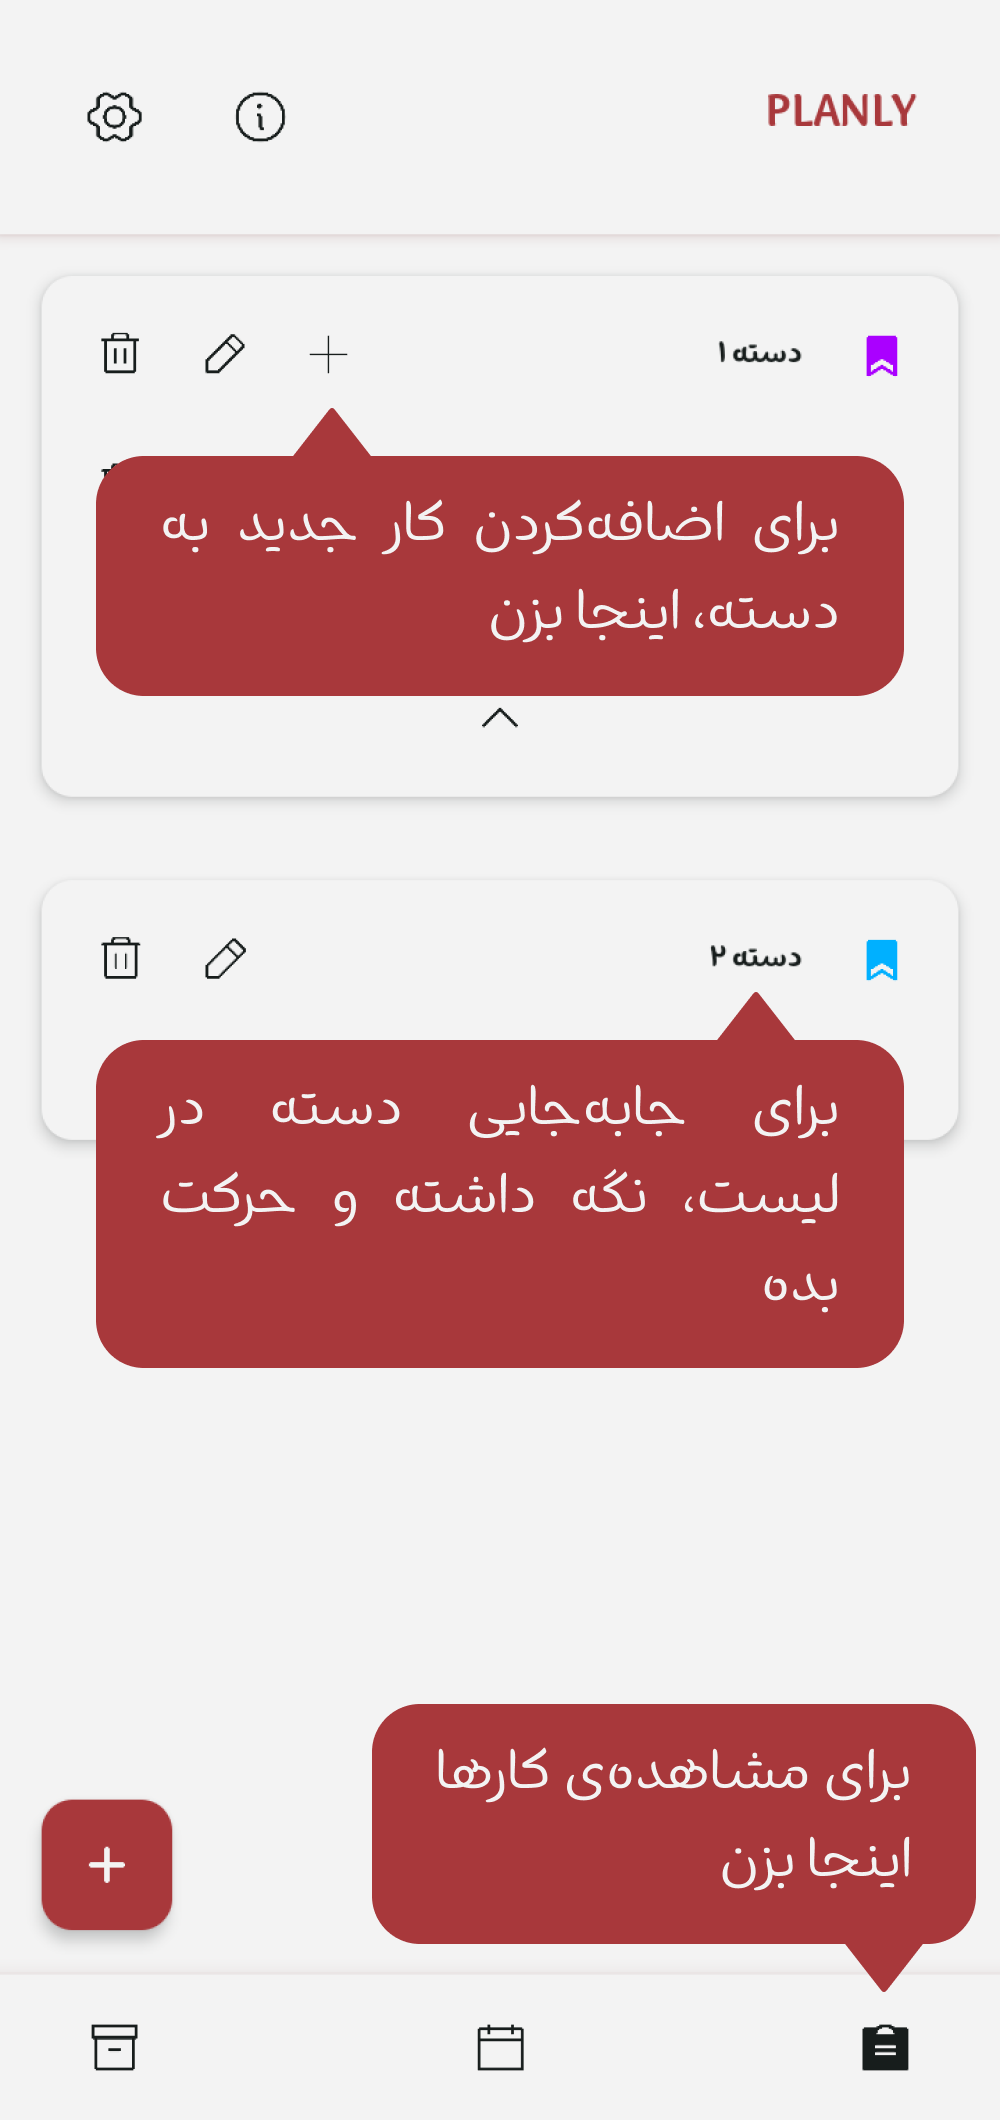 PLANLY
دسته ۱
برای اضافه‌کردن کار جدید به
دسته، اینجا بزن
دسته ۲
برای جابه‌جایی دسته در
لیست، نگه داشته و حرکت
بده
برای مشاهده‌ی کارها
اینجا بزن